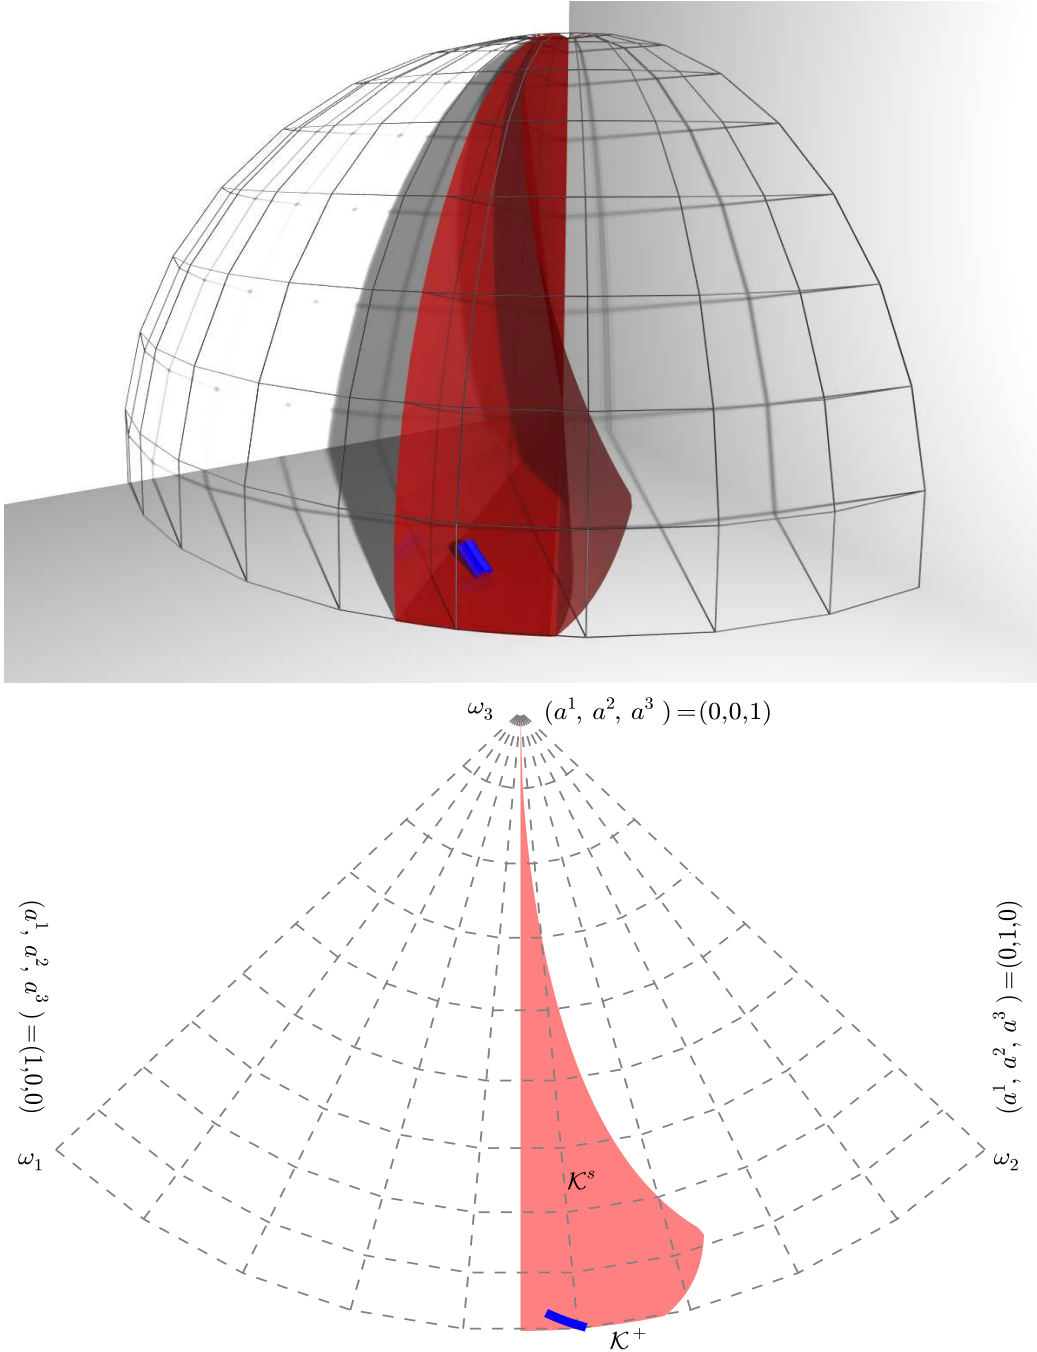 ω₃ (a¹, a², a³ )=(0,0,1)
(a¹, a², a³ )=(1,0,0)
(a¹, a², a³ )=(0,1,0)
ω₁
ω₂
𝒦ˢ
𝒦⁺